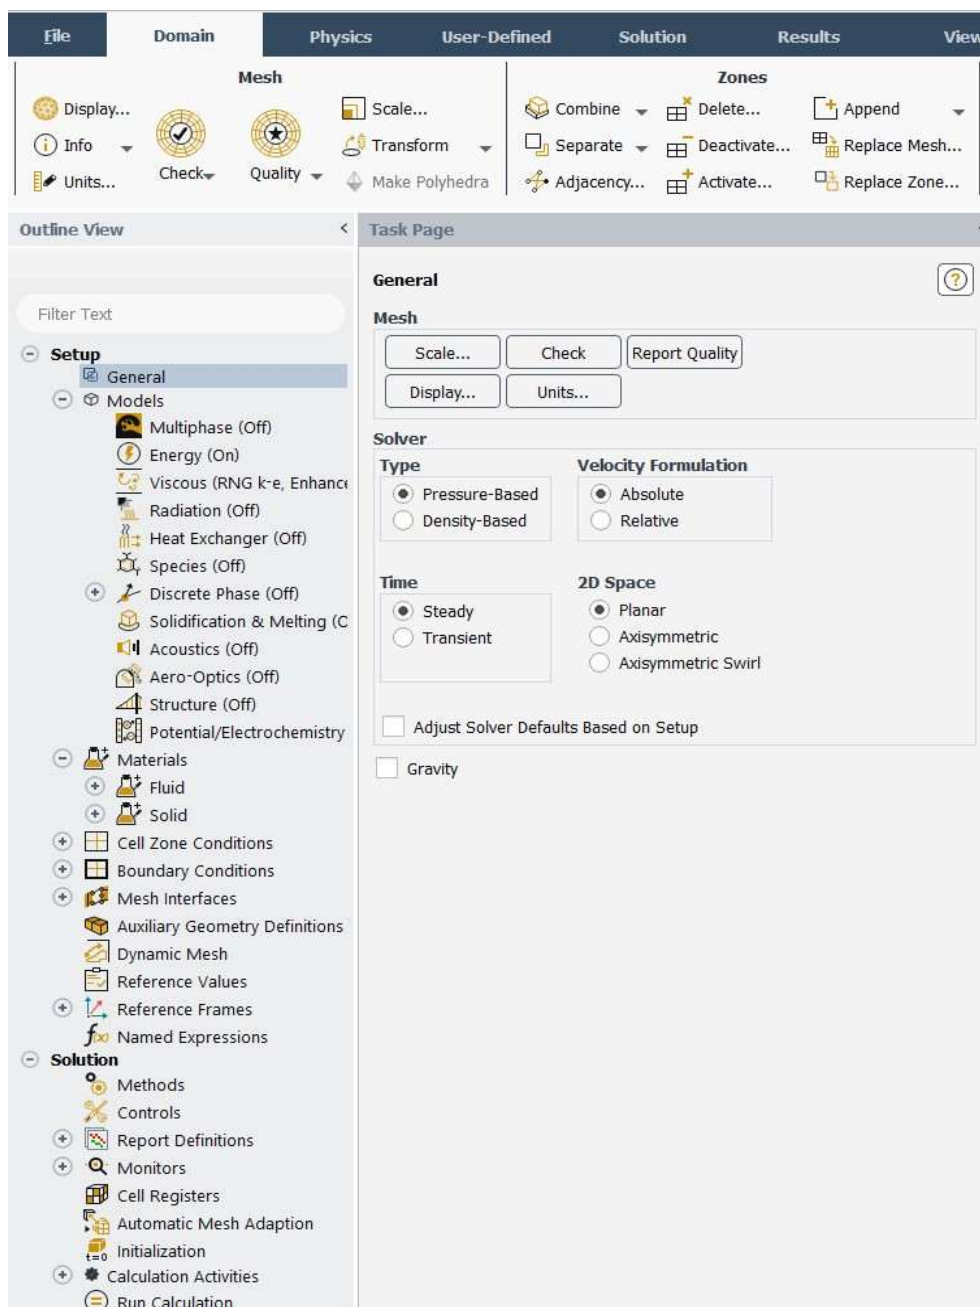 File Domain Physics User-Defined Solution Results View
Mesh Zones
Display... Scale... Combine Delete... Append
Info Transform Separate Deactivate... Replace Mesh...
Units... Check Quality Make Polyhedra Adjacency... Activate... Replace Zone...
Outline View < Task Page
General ?
Filter Text
Mesh
Scale... Check Report Quality
Display... Units...
Solver
Type Velocity Formulation
Pressure-Based Absolute
Density-Based Relative
Time 2D Space
Steady Planar
Transient Axisymmetric
Axisymmetric Swirl
Adjust Solver Defaults Based on Setup
Gravity
Setup
General
Models
Multiphase (Off)
Energy (On)
Viscous (RNG k-e, Enhance
Radiation (Off)
Heat Exchanger (Off)
Species (Off)
Discrete Phase (Off)
Solidification & Melting (O
Acoustics (Off)
Aero-Optics (Off)
Structure (Off)
Potential/Electrochemistry
Materials
Fluid
Solid
Cell Zone Conditions
Boundary Conditions
Mesh Interfaces
Auxiliary Geometry Definitions
Dynamic Mesh
Reference Values
Reference Frames
f(x) Named Expressions
Solution
Methods
Controls
Report Definitions
Monitors
Cell Registers
Automatic Mesh Adaption
t=0 Initialization
Calculation Activities
Run Calculation